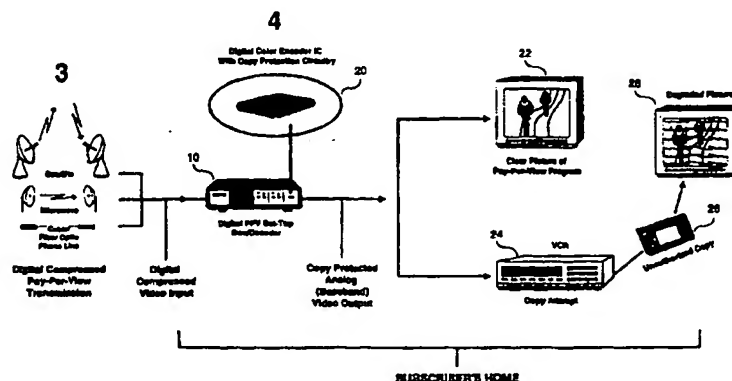 3
Satellite
Microwave
Fiber Optic
Phone Line
Digital Compressed
Pay-Per-View
Transmission
Digital
Compressed
Video Input
4
Digital Color Encoder IC
With Copy Protection Circuitry
20
10
Digital PPV Set-Top
Box/Decoder
Copy Protected
Analog
(Baseband)
Video Output
22
Clear Picture of
Pay-Per-View Program
24
VCR
Copy Attempt
Degraded Picture
Unauthorized Copy
SUBSCRIBER'S HOME